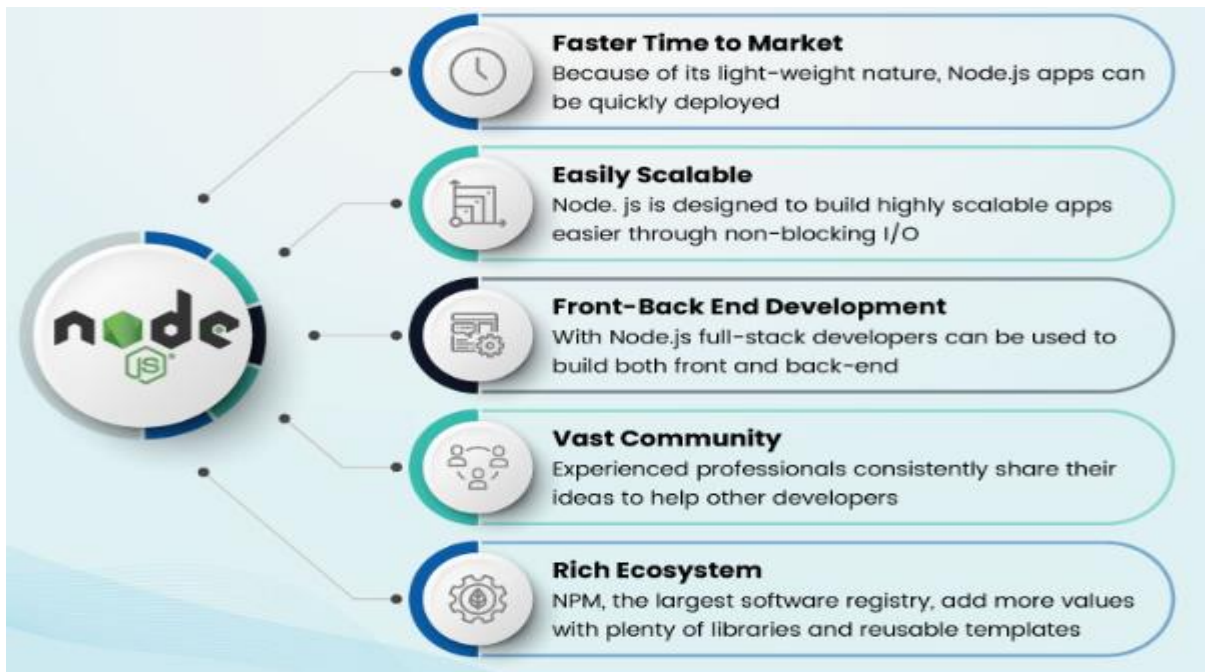 node
JS
Faster Time to Market
Because of its light-weight nature, Node.js apps can
be quickly deployed
Easily Scalable
Node. js is designed to build highly scalable apps
easier through non-blocking I/O
Front-Back End Development
With Node.js full-stack developers can be used to
build both front and back-end
Vast Community
Experienced professionals consistently share their
ideas to help other developers
Rich Ecosystem
NPM, the largest software registry, add more values
with plenty of libraries and reusable templates